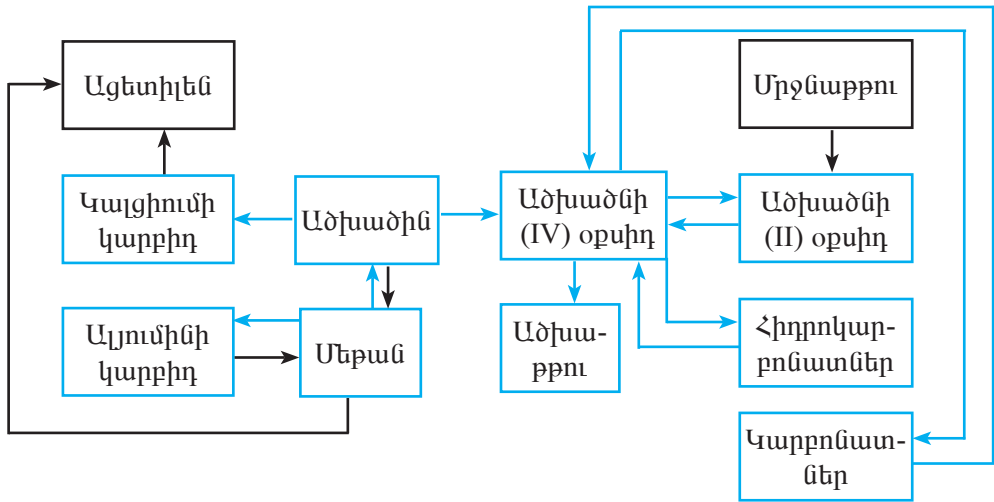 Ացետիլեն
Մրջնաթթու
Կալցիումի
կարբիդ
Ածխածին
Ածխածնի
(IV) օքսիդ
Ածխածնի
(II) օքսիդ
Ալյումինի
կարբիդ
Մեթան
Ածխա-
թթու
Հիդրոկար-
բոնատներ
Կարբոնատ-
ներ